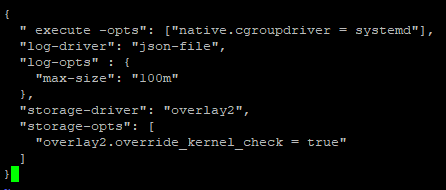 {
" execute -opts": ["native.cgroupdriver = systemd"],
"log-driver": "json-file",
"log-opts" : {
"max-size": "100m"
},
"storage-driver": "overlay2",
"storage-opts": [
"overlay2.override_kernel_check = true"
]
}